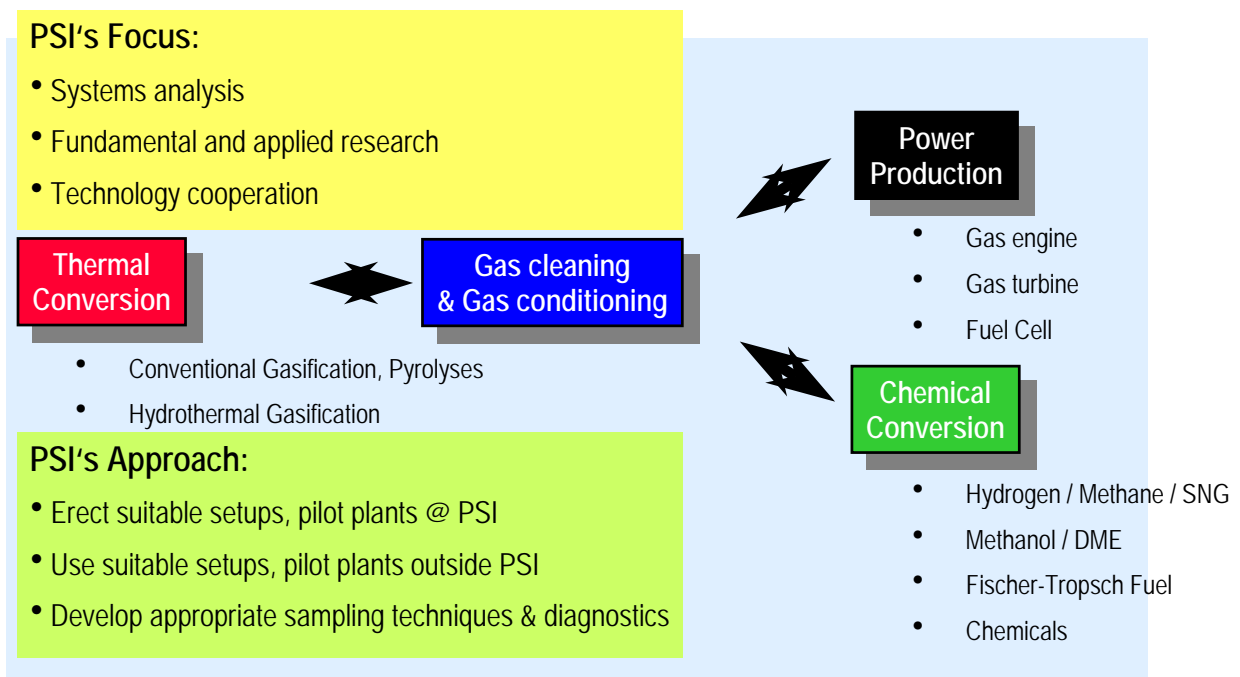 PSI‘s Focus:
• Systems analysis
• Fundamental and applied research
• Technology cooperation
Thermal
Conversion
• Conventional Gasification, Pyrolyses
• Hydrothermal Gasification
Gas cleaning
& Gas conditioning
Power
Production
• Gas engine
• Gas turbine
• Fuel Cell
Chemical
Conversion
• Hydrogen / Methane / SNG
• Methanol / DME
• Fischer-Tropsch Fuel
• Chemicals
PSI‘s Approach:
• Erect suitable setups, pilot plants @ PSI
• Use suitable setups, pilot plants outside PSI
• Develop appropriate sampling techniques & diagnostics